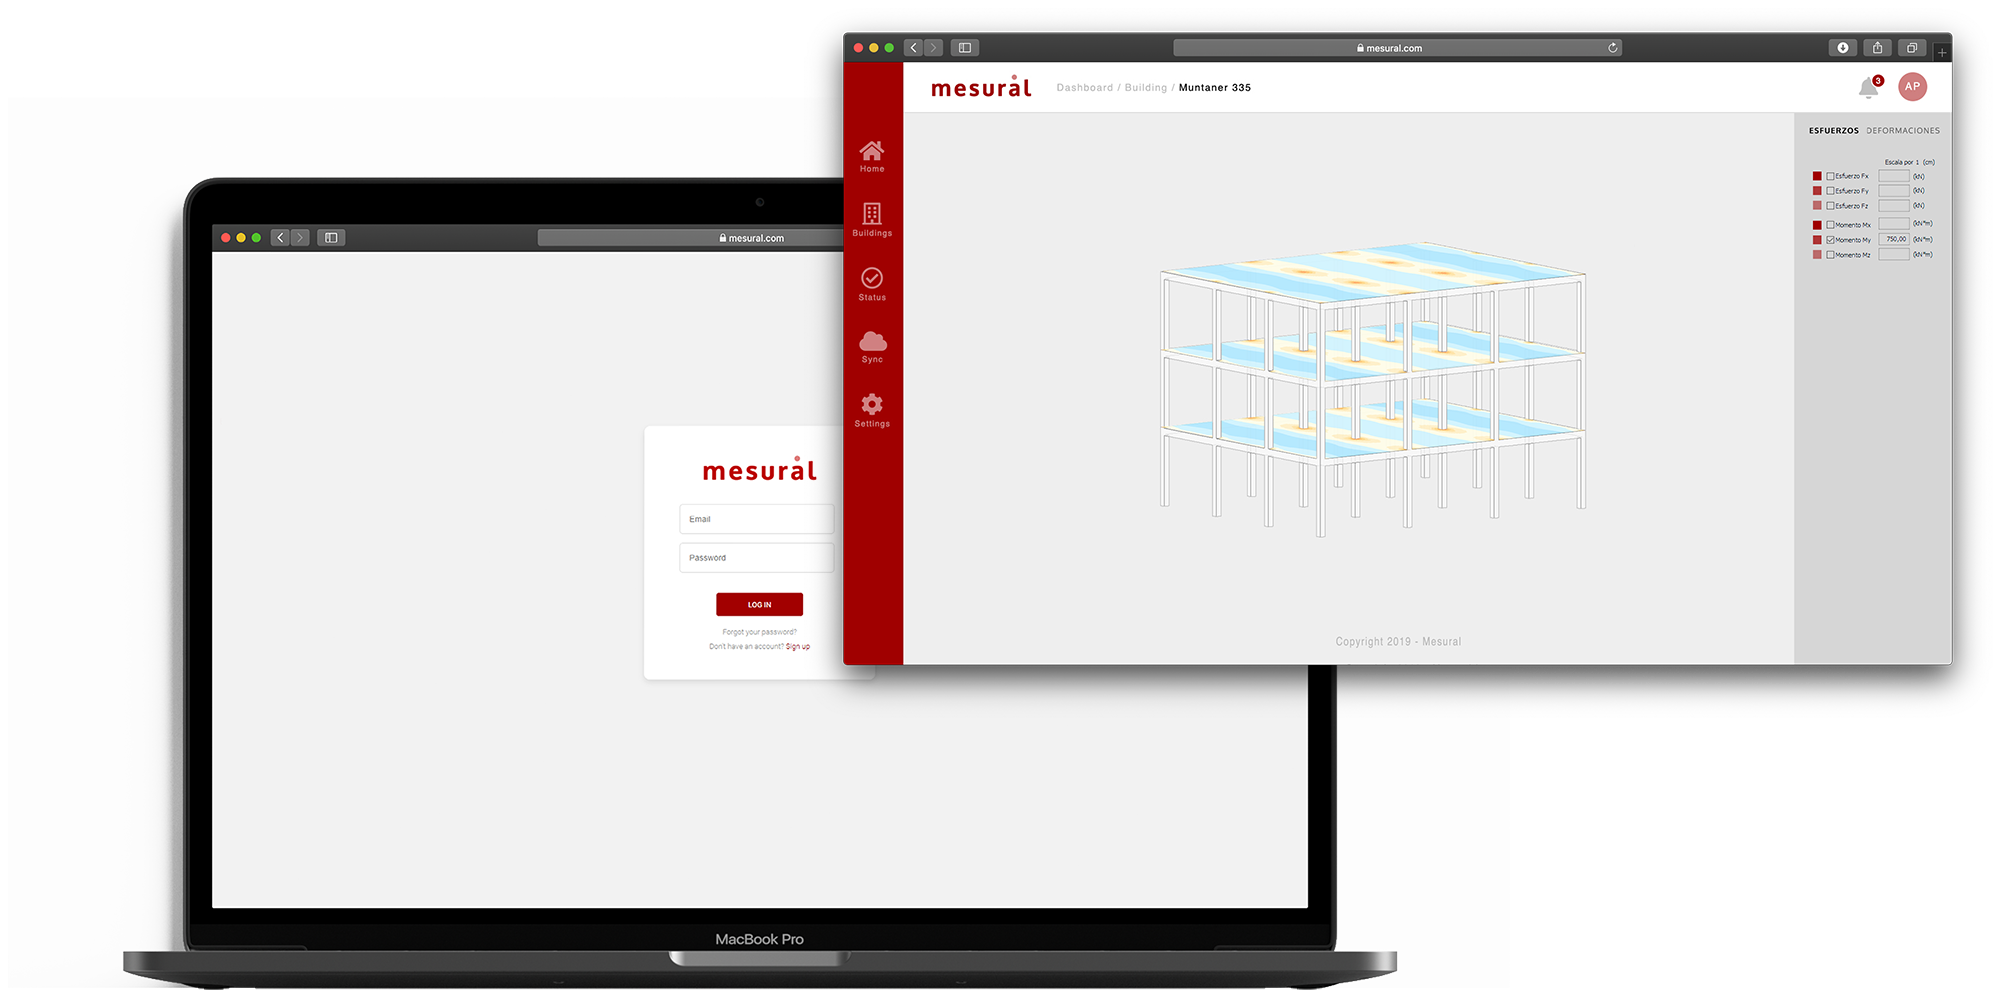 mesural.com
mesural
Dashboard / Building / Muntaner 335
3
AP
Home
Buildings
Status
Sync
Settings
ESFUERZOS DEFORMACIONES
Escala por 1 (cm)
Esfuerzo Fx (kN)
Esfuerzo Fy (kN)
Esfuerzo Fz (kN)
Momento Mx (kN*m)
Momento My 750,00 (kN*m)
Momento Mz (kN*m)
Copyright 2019 - Mesural
mesural.com
mesural
Email
Password
LOG IN
Forgot your password?
Don't have an account? Sign up
MacBook Pro